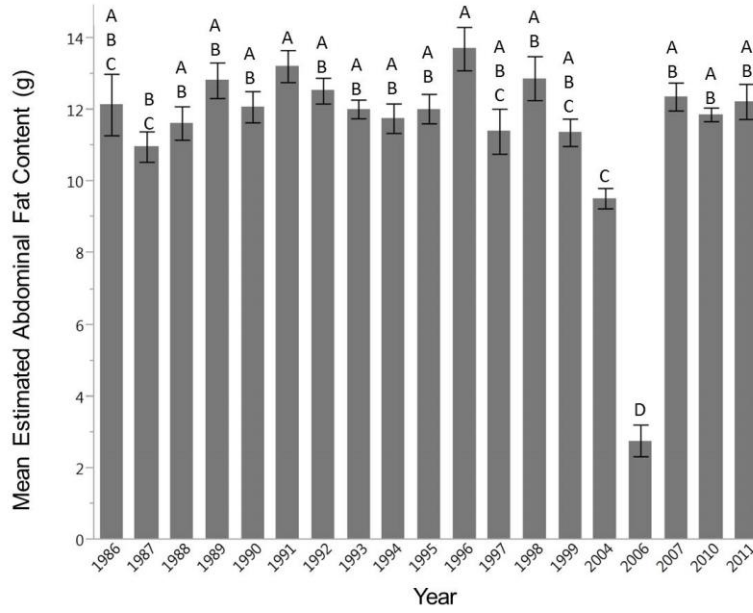 Mean Estimated Abdominal Fat Content (g)
14
12
10
8
6
4
2
0
A
B
C
B
C
A
B
A
B
A
B
A
A
B
A
B
A
B
A
B
A
A
B
C
A
B
A
B
C
C
D
A
B
A
B
A
B
1986
1987
1988
1989
1990
1991
1992
1993
1994
1995
1996
1997
1998
1999
2004
2006
2007
2010
2011
Year